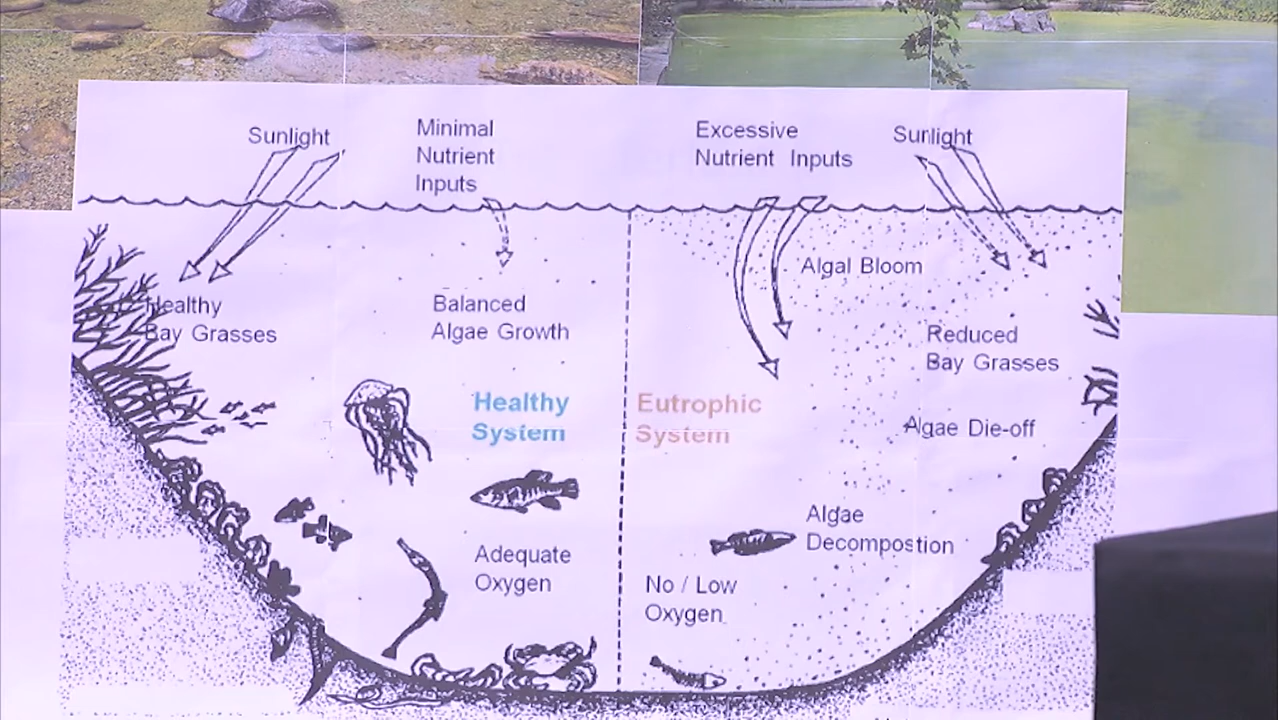 Sunlight
Minimal
Nutrient
Inputs
Excessive
Nutrient Inputs
Sunlight
Algal Bloom
Healthy
Bay Grasses
Balanced
Algae Growth
Reduced
Bay Grasses
Healthy
System
Eutrophic
System
Algae Die-off
Algae
Decompostion
Adequate
Oxygen
No / Low
Oxygen